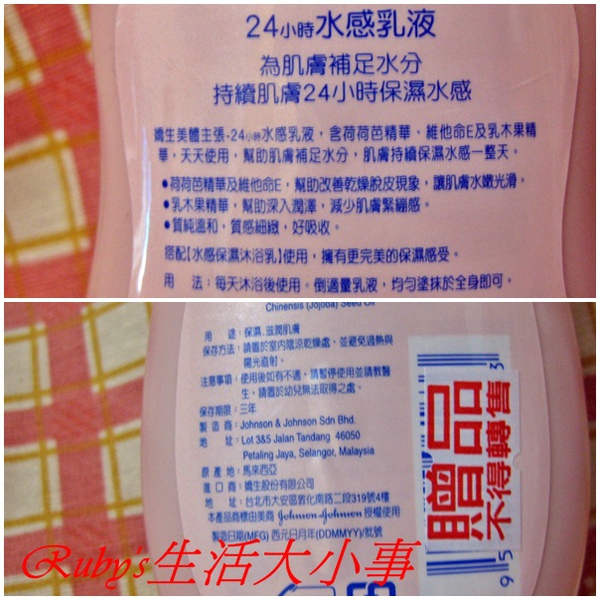 24小時水感乳液
為肌膚補足水分
持續肌膚24小時保濕水感
嬌生美體主張-24小時水感乳液，含荷荷芭精華、維他命E及乳木果精
華，天天使用，幫助肌膚補足水分，肌膚持續保濕水感一整天。
●荷荷芭精華及維他命E，幫助改善乾燥脫皮現象，讓肌膚水嫩光滑。
●乳木果精華，幫助深入潤澤，減少肌膚緊繃感。
●質純溫和，質感細緻，好吸收。
搭配【水感保濕沐浴乳】使用，擁有更完美的保濕感受。
用　法：每天沐浴後使用。倒適量乳液，均勻塗抹於全身即可。
Chinensis (Jojoba) Seed Oil
用　途：保濕、滋潤肌膚
保存方法：請置於室內陰涼乾燥處，並避免過熱與
陽光直射。
注意事項：使用後如有不適，請暫停使用並請教醫
生。請置於幼兒無法取得之處。
保存期限：三年
製 造 商：Johnson & Johnson Sdn Bhd.
地　址：Lot 3&5 Jalan Tandang 46050
Petaling Jaya, Selangor, Malaysia
原 產 地：馬來西亞
進 口 商：嬌生股份有限公司
地　址：台北市大安區敦化南路二段319號4樓
本產品商標由美商 Johnson & Johnson 授權使用
製造日期(MFG) 西元日月年(DDMMYY)/批號
贈品
不得轉售
Ruby's生活大小事